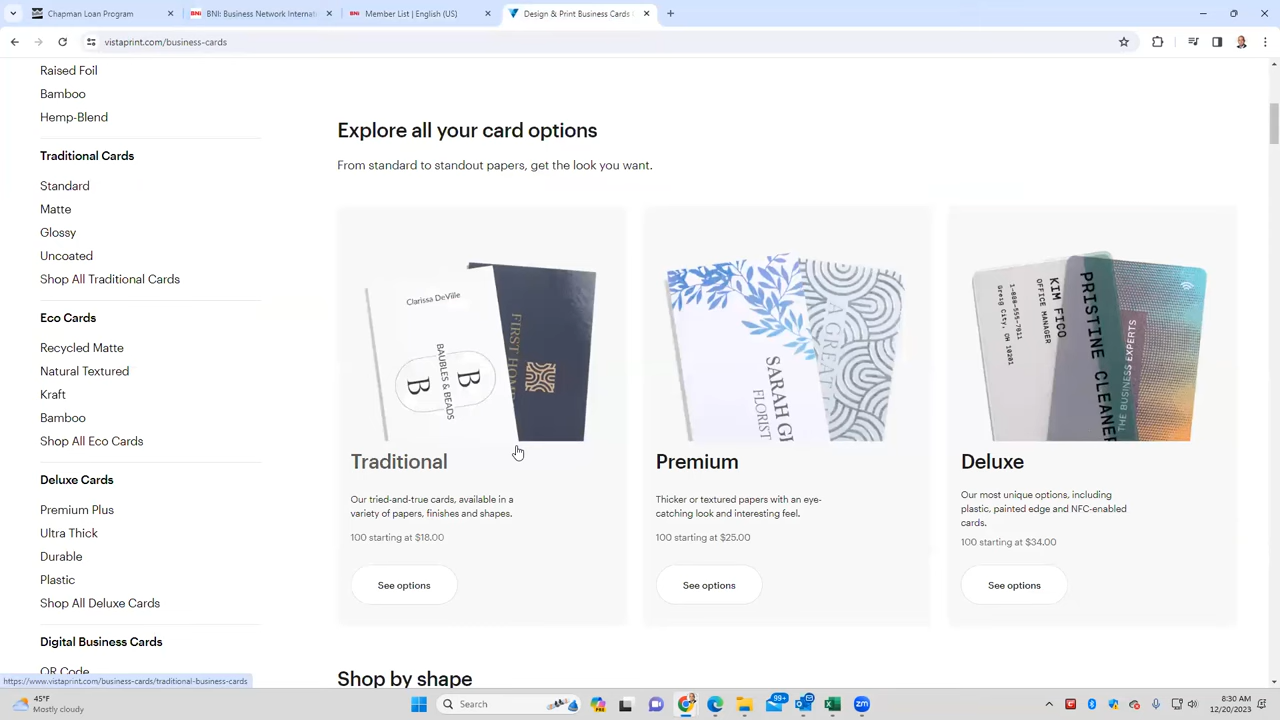 Chapman Loan Program
BNI: Business Network Internati
Member List | English (US)
Design & Print Business Cards
vistaprint.com/business-cards
Raised Foil
Bamboo
Hemp-Blend
Traditional Cards
Standard
Matte
Glossy
Uncoated
Shop All Traditional Cards
Eco Cards
Recycled Matte
Natural Textured
Kraft
Bamboo
Shop All Eco Cards
Deluxe Cards
Premium Plus
Ultra Thick
Durable
Plastic
Shop All Deluxe Cards
Digital Business Cards
QR Code
Explore all your card options
From standard to standout papers, get the look you want.
Clarissa DeVille
B
BAUBLES & BEADS
B
FIRST HOME
Traditional
Our tried-and-true cards, available in a
variety of papers, finishes and shapes.
100 starting at $18.00
See options
SARAH G
FLORIST
A GREAT
Premium
Thicker or textured papers with an eye-
catching look and interesting feel.
100 starting at $25.00
See options
KIM FICO
OFFICE MANAGER
1-888-555-7811
PRISTINE CLEANER
THE BUSINESS EXPERTS
Deluxe
Our most unique options, including
plastic, painted edge and NFC-enabled
cards.
100 starting at $34.00
See options
Shop by shape
https://www.vistaprint.com/business-cards/traditional-business-cards
45°F
Mostly cloudy
Search
99+
zm
8:30 AM
12/20/2023